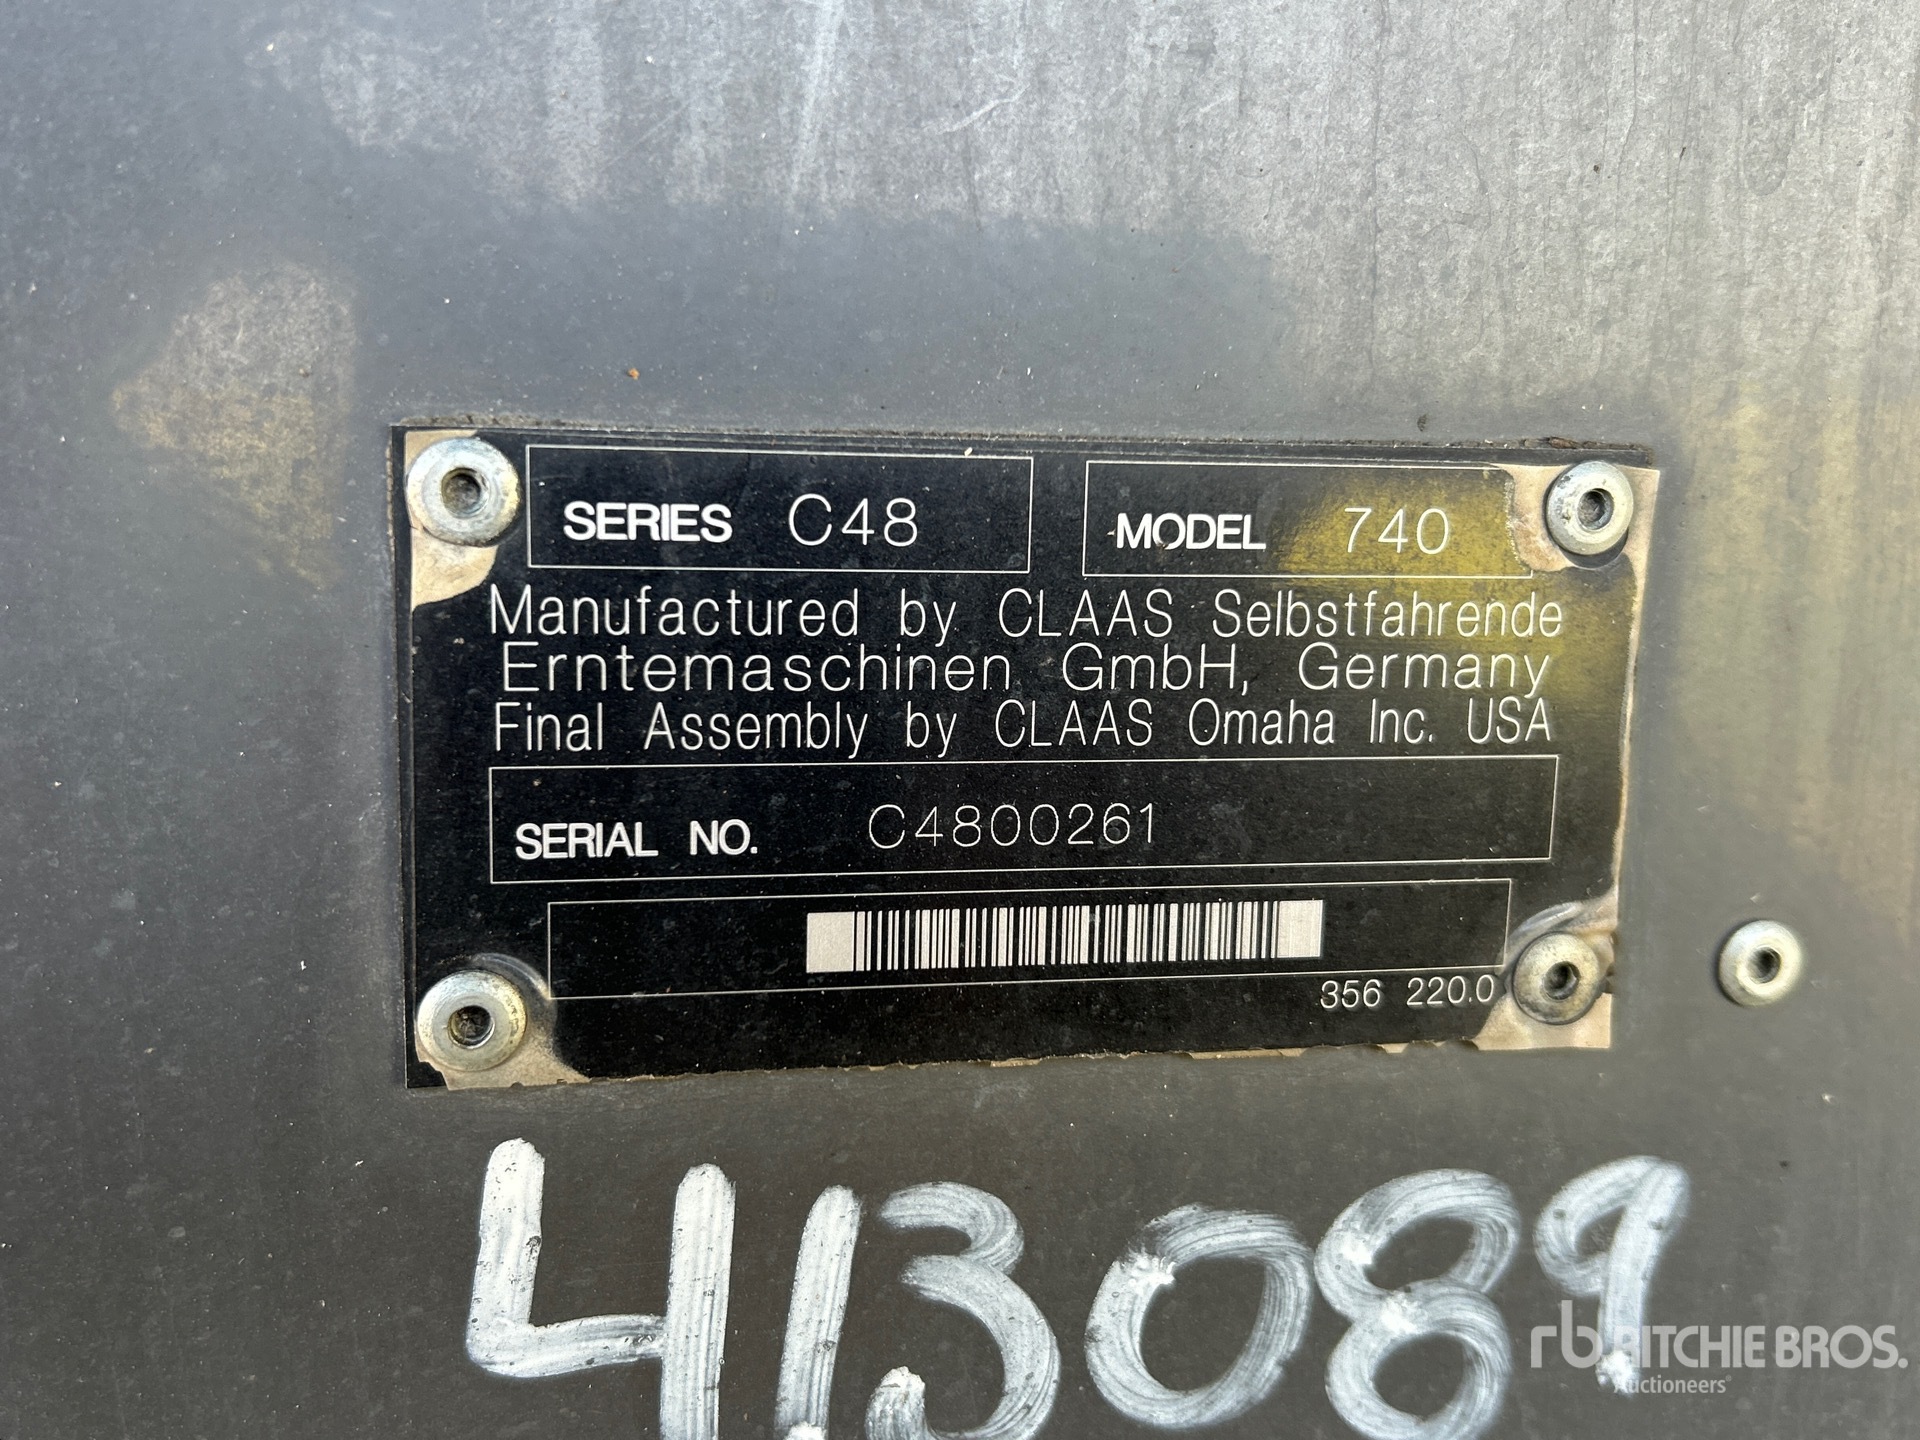 SERIES C48
MODEL 740
Manufactured by CLAAS Selbstfahrende
Erntemaschinen GmbH, Germany
Final Assembly by CLAAS Omaha Inc. USA
SERIAL NO. C4800261
356 220.0
413089
rb RITCHIE BROS.
Auctioneers